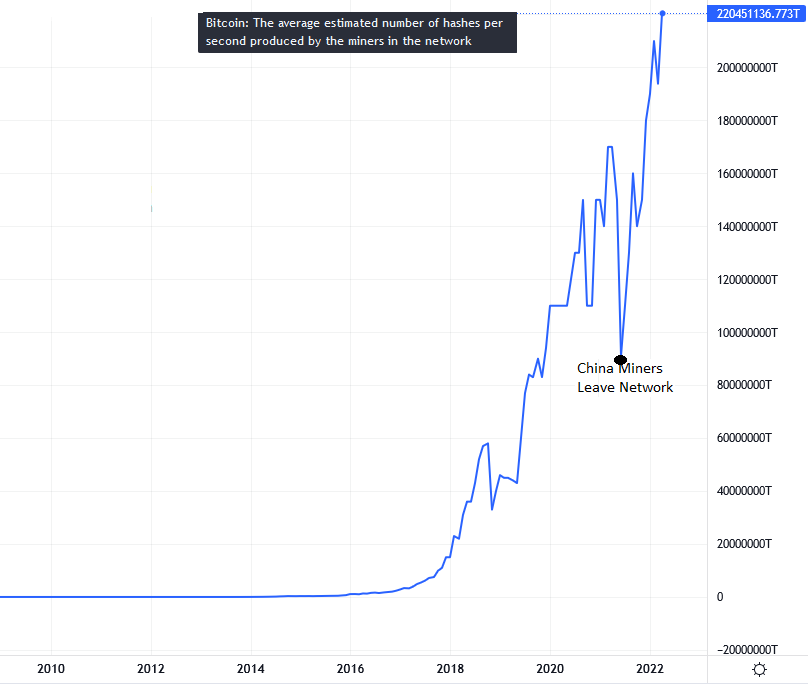 Bitcoin: The average estimated number of hashes per
second produced by the miners in the network
220451136.773T
200000000T
180000000T
160000000T
140000000T
120000000T
100000000T
China Miners
Leave Network
80000000T
60000000T
40000000T
20000000T
0
−20000000T
2010 2012 2014 2016 2018 2020 2022